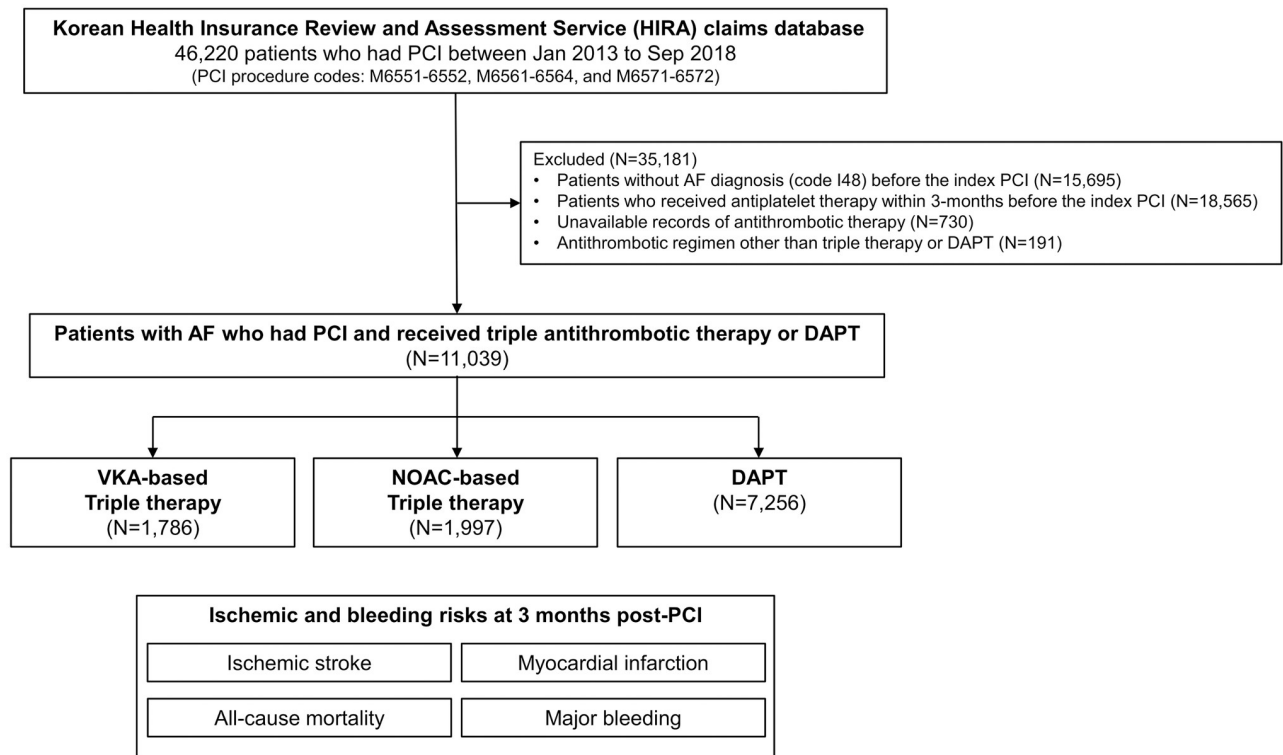 Korean Health Insurance Review and Assessment Service (HIRA) claims database
46,220 patients who had PCI between Jan 2013 to Sep 2018
(PCI procedure codes: M6551-6552, M6561-6564, and M6571-6572)
Excluded (N=35,181)
• Patients without AF diagnosis (code I48) before the index PCI (N=15,695)
• Patients who received antiplatelet therapy within 3-months before the index PCI (N=18,565)
• Unavailable records of antithrombotic therapy (N=730)
• Antithrombotic regimen other than triple therapy or DAPT (N=191)
Patients with AF who had PCI and received triple antithrombotic therapy or DAPT
(N=11,039)
VKA-based
Triple therapy
(N=1,786)
NOAC-based
Triple therapy
(N=1,997)
DAPT
(N=7,256)
Ischemic and bleeding risks at 3 months post-PCI
Ischemic stroke
Myocardial infarction
All-cause mortality
Major bleeding